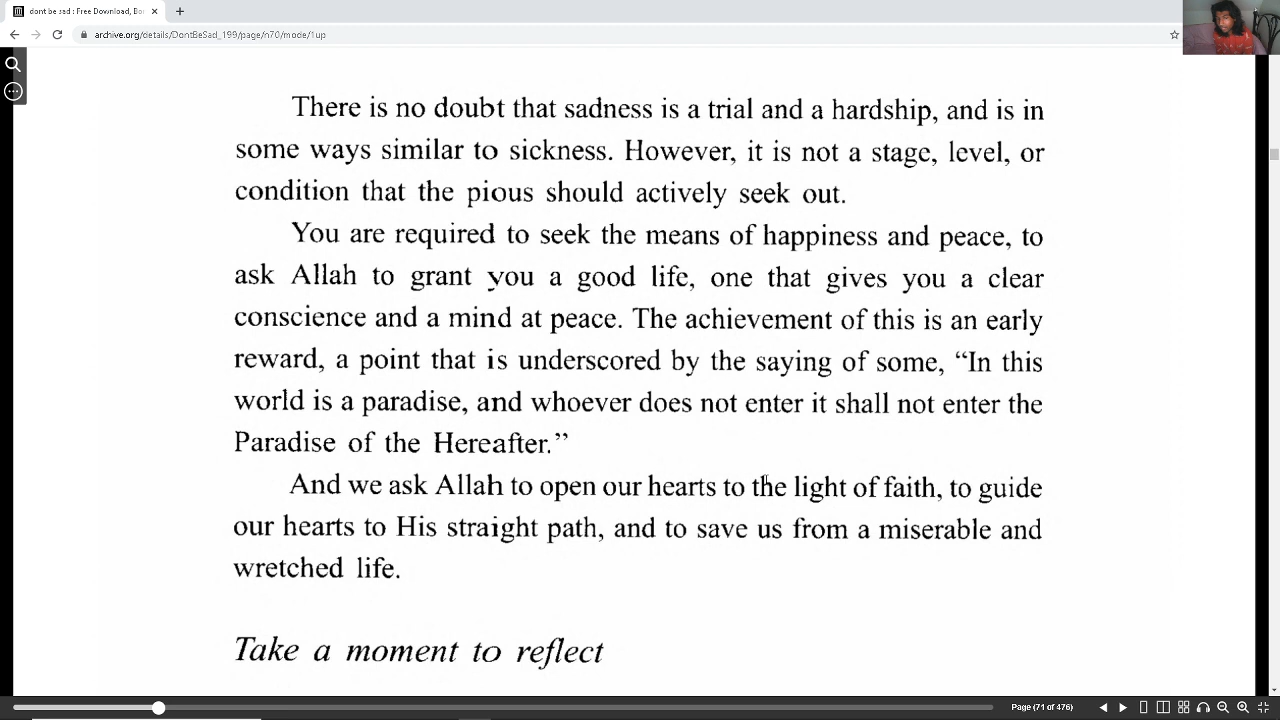 dont be sad : Free Download, Bo
archive.org/details/DontBeSad_199/page/n70/mode/1up
There is no doubt that sadness is a trial and a hardship, and is in
some ways similar to sickness. However, it is not a stage, level, or
condition that the pious should actively seek out.
You are required to seek the means of happiness and peace, to
ask Allah to grant you a good life, one that gives you a clear
conscience and a mind at peace. The achievement of this is an early
reward, a point that is underscored by the saying of some, “In this
world is a paradise, and whoever does not enter it shall not enter the
Paradise of the Hereafter.”
And we ask Allah to open our hearts to the light of faith, to guide
our hearts to His straight path, and to save us from a miserable and
wretched life.
Take a moment to reflect
Page (71 of 476)